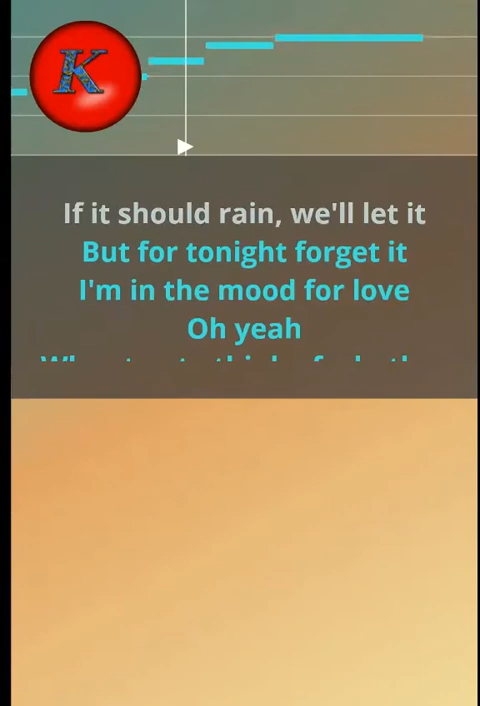 K
If it should rain, we'll let it
But for tonight forget it
I'm in the mood for love
Oh yeah